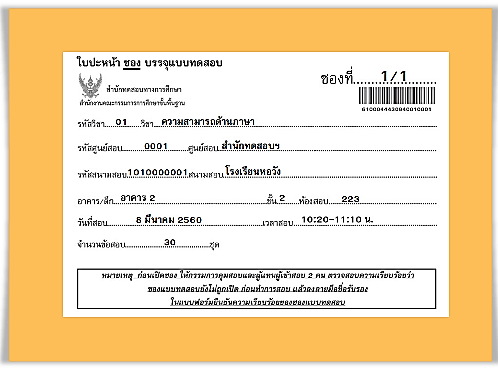 ใบปะหน้า ซอง บรรจุแบบทดสอบ
ซองที่.......1/1.......
สำนักทดสอบทางการศึกษา
สำนักงานคณะกรรมการการศึกษาขั้นพื้นฐาน
รหัสวิชา....01....วิชา...ความสามารถด้านภาษา
รหัสศูนย์สอบ.......0001......ศูนย์สอบ.สำนักทดสอบฯ
รหัสสนามสอบ1010000001.สนามสอบ.โรงเรียนหอวัง
อาคาร/ตึก..อาคาร 2.......ชั้น.2....ห้องสอบ....223
วันที่สอบ.........8 มีนาคม 2560..........เวลาสอบ..10:20-11:10 น.
จำนวนข้อสอบ.........30.........ชุด
หมายเหตุ ก่อนเปิดซอง ให้กรรมการคุมสอบและผู้แทนผู้เข้าสอบ 2 คน ตรวจสอบความเรียบร้อยว่า
ซองแบบทดสอบยังไม่ถูกเปิด ก่อนทำการสอบ แล้วลงลายมือชื่อรับรอง
ในแบบฟอร์มยืนยันความเรียบร้อยของซองแบบทดสอบ